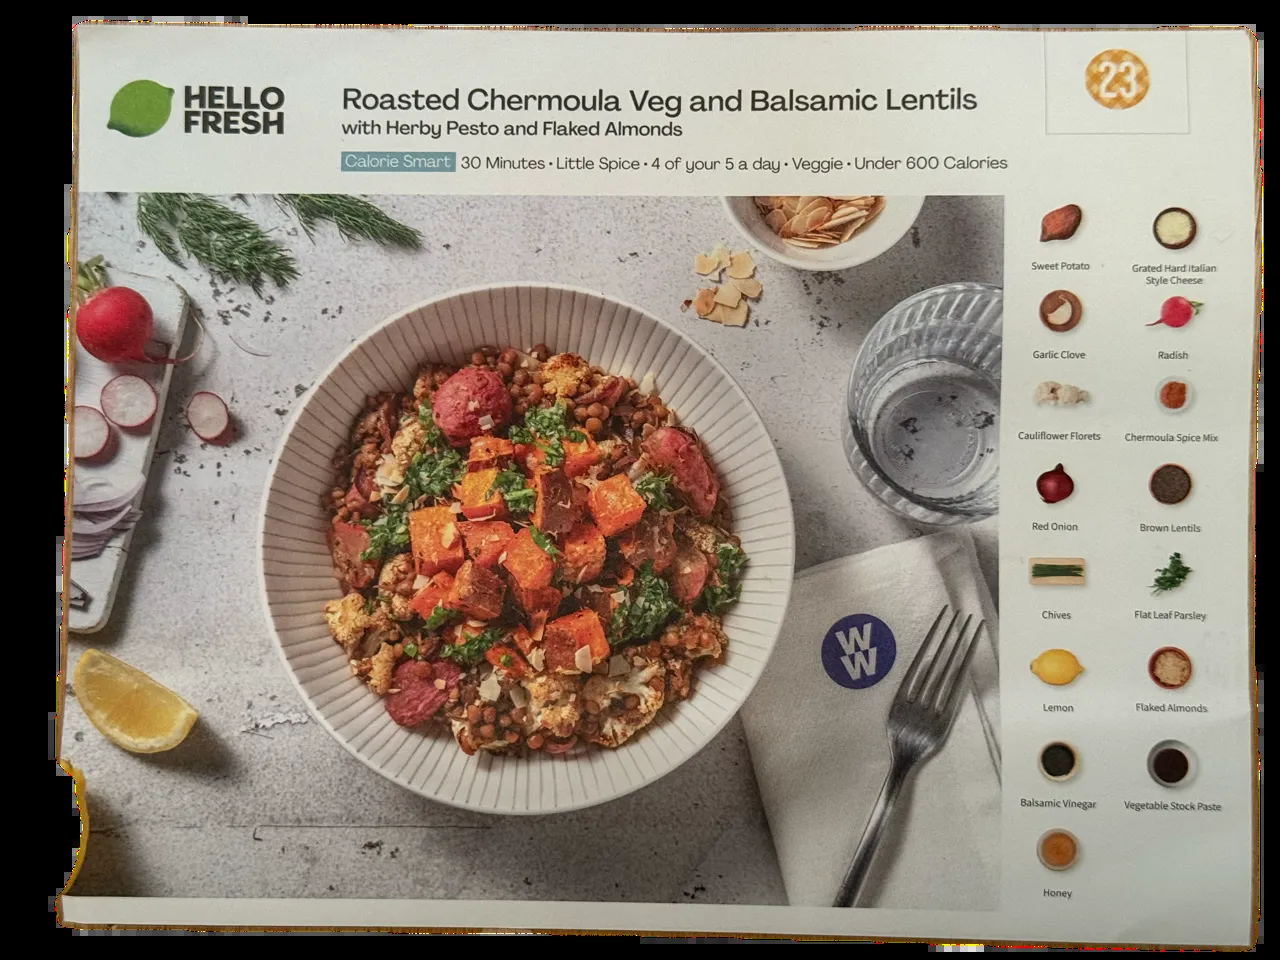 HELLO
FRESH
Roasted Chermoula Veg and Balsamic Lentils
with Herby Pesto and Flaked Almonds
Calorie Smart 30 Minutes • Little Spice • 4 of your 5 a day • Veggie • Under 600 Calories
23
Sweet Potato
Grated Hard Italian
Style Cheese
Garlic Clove
Radish
Cauliflower Florets
Chermoula Spice Mix
Red Onion
Brown Lentils
Chives
Flat Leaf Parsley
Lemon
Flaked Almonds
Balsamic Vinegar
Vegetable Stock Paste
Honey
W
W